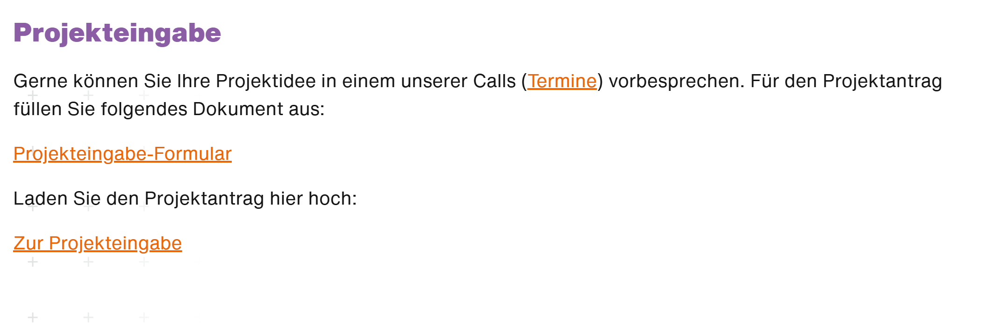 Projekteingabe
Gerne können Sie Ihre Projektidee in einem unserer Calls (Termine) vorbesprechen. Für den Projektantrag
füllen Sie folgendes Dokument aus:
Projekteingabe-Formular
Laden Sie den Projektantrag hier hoch:
Zur Projekteingabe